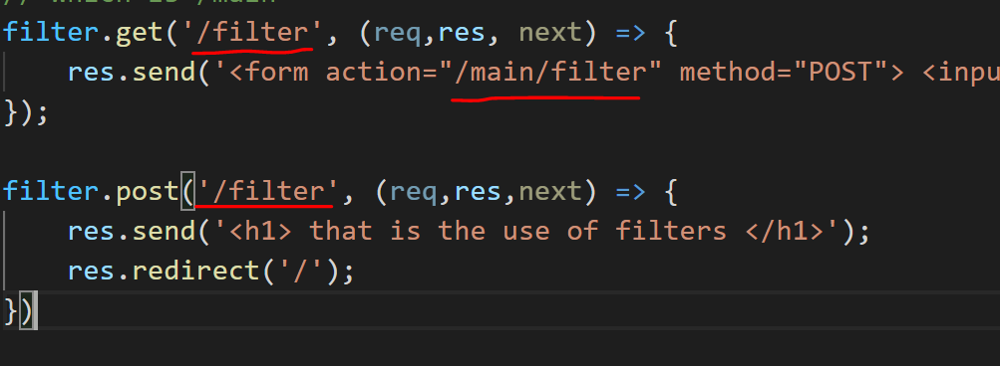 // which is /main
filter.get('/filter', (req,res, next) => {
res.send('<form action="/main/filter" method="POST"> <inpu
});
filter.post('/filter', (req,res,next) => {
res.send('<h1> that is the use of filters </h1>');
res.redirect('/');
})